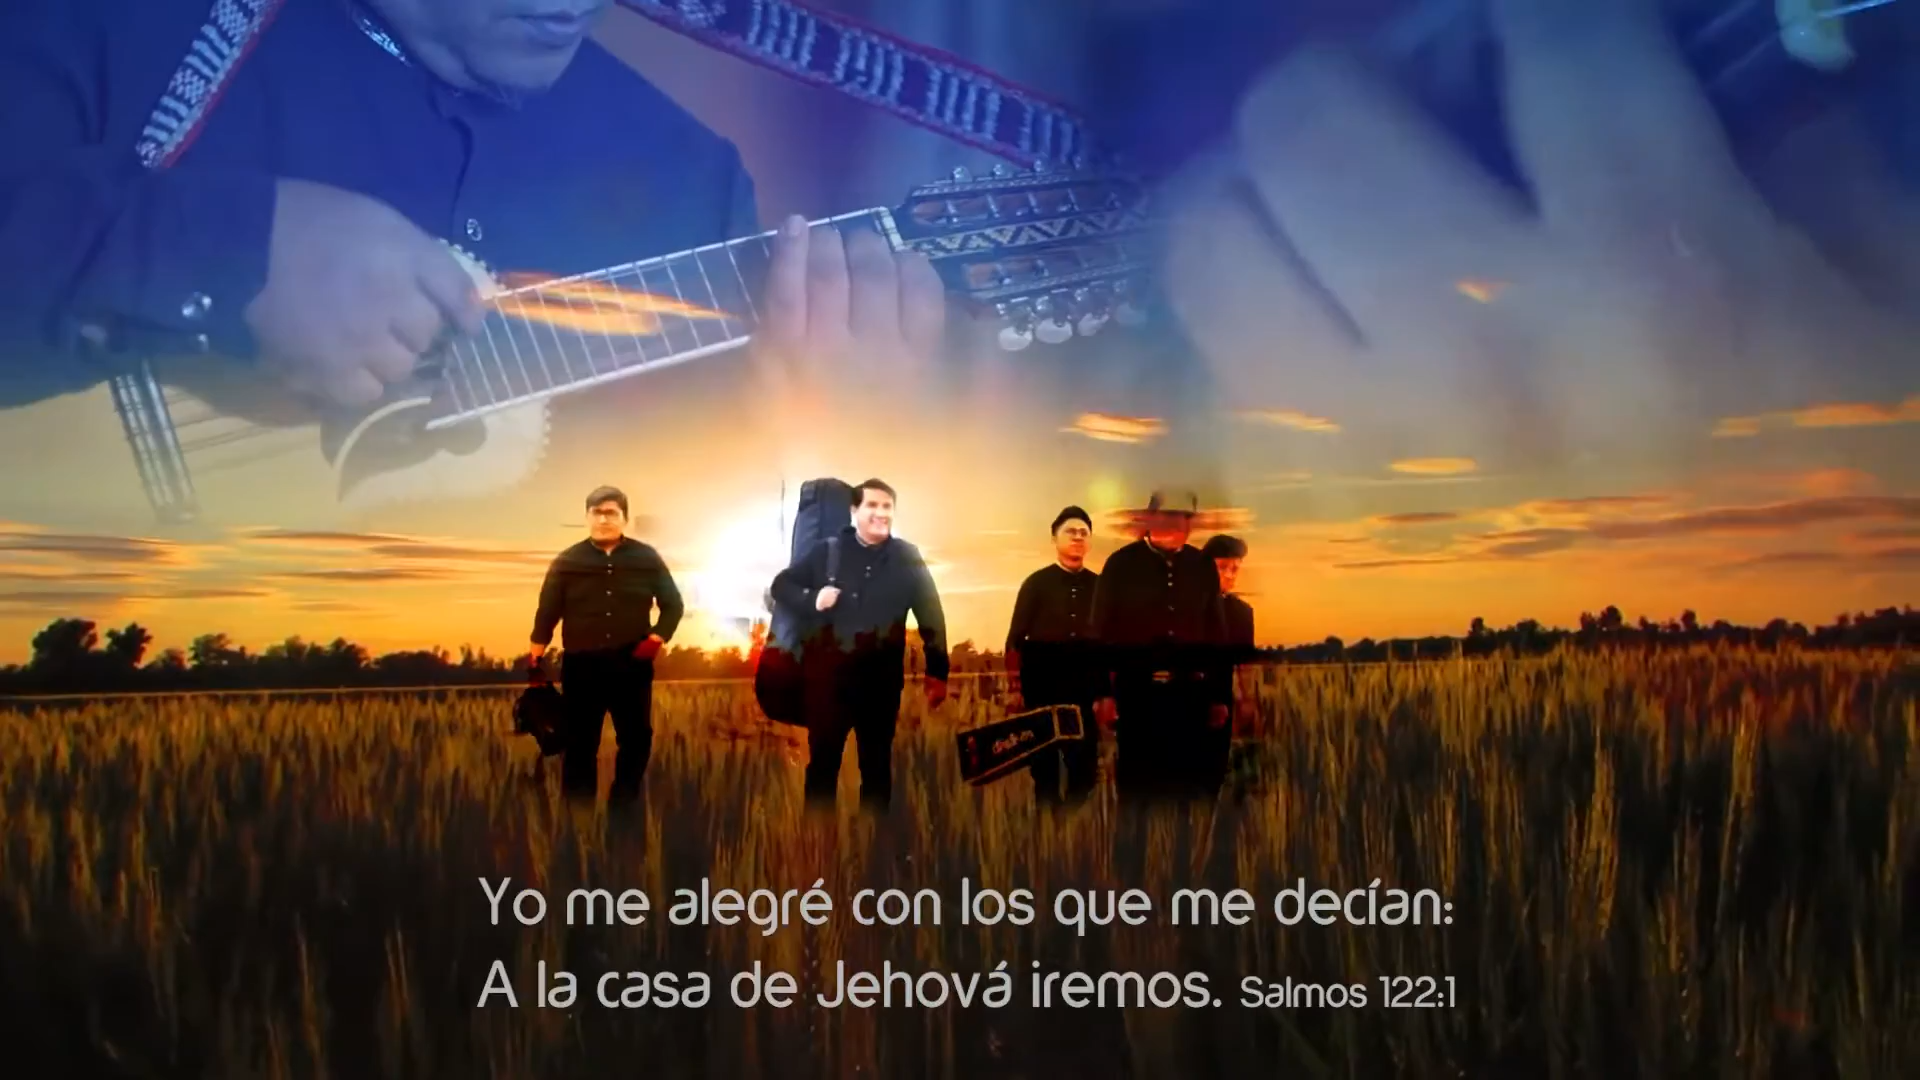 Yo me alegré con los que me decían:
A la casa de Jehová iremos. Salmos 122:1